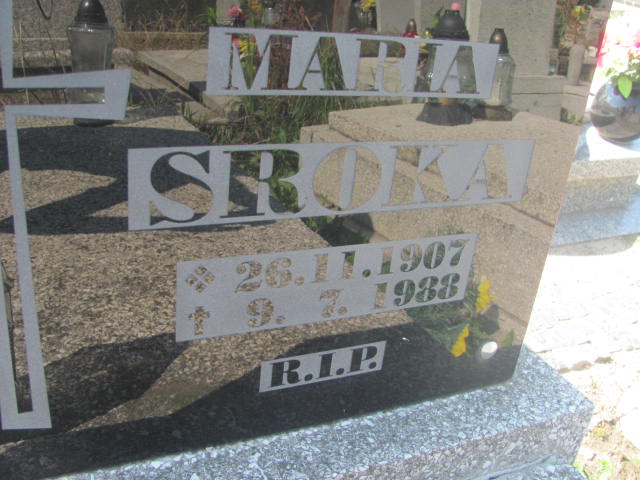 MARIA
SROKA
26.11.1907
9. 7. 1988
R.I.P.